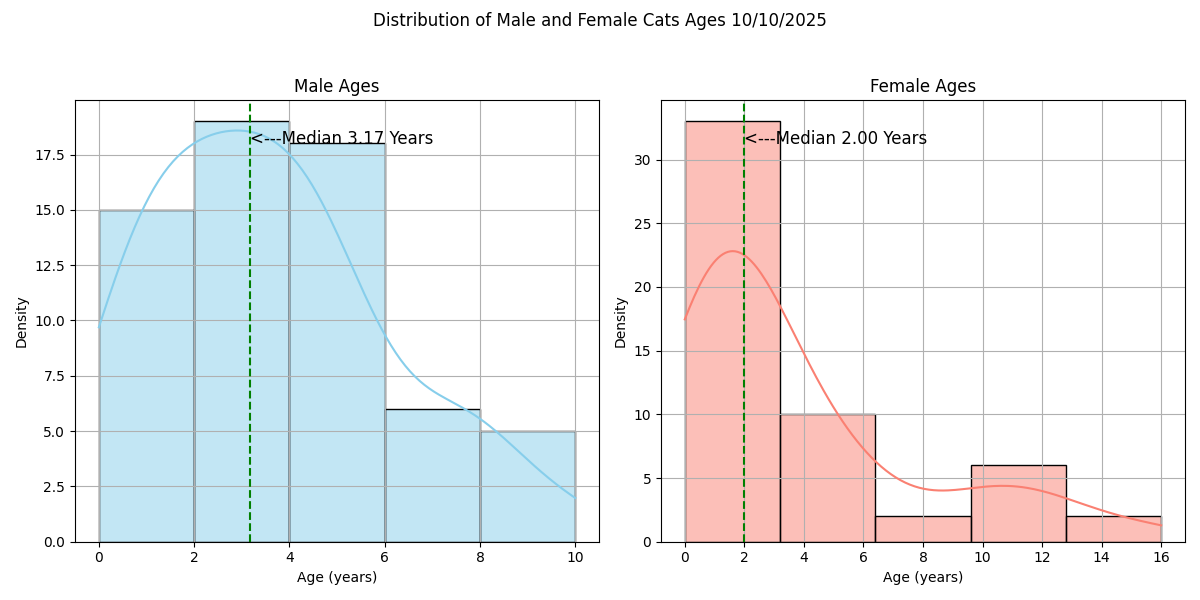 Distribution of Male and Female Cats Ages 10/10/2025
Male Ages
<---Median 3.17 Years
17.5
15.0
12.5
10.0
7.5
5.0
2.5
0.0
Density
0 2 4 6 8 10
Age (years)
Female Ages
<---Median 2.00 Years
30
25
20
15
10
5
0
Density
0 2 4 6 8 10 12 14 16
Age (years)